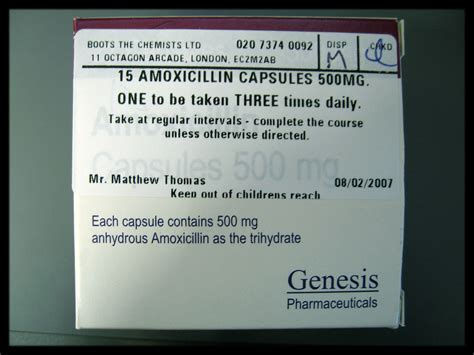 BOOTS THE CHEMISTS LTD 020 7374 0092 DISP CHKD
11 OCTAGON ARCADE, LONDON, EC2M2AB M
15 AMOXICILLIN CAPSULES 500MG.
ONE to be taken THREE times daily.
Take at regular intervals - complete the course
unless otherwise directed.
Capsules 500 mg
Mr. Matthew Thomas 08/02/2007
Keep out of childrens reach
Each capsule contains 500 mg
anhydrous Amoxicillin as the trihydrate
Genesis
Pharmaceuticals